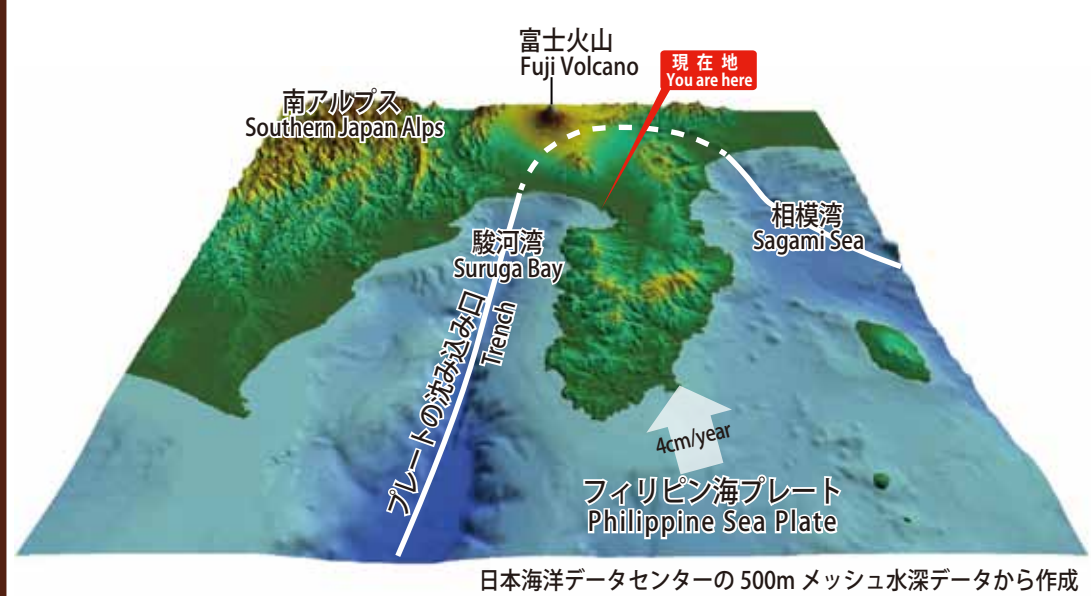 富士火山
Fuji Volcano
現在地
You are here
南アルプス
Southern Japan Alps
相模湾
Sagami Sea
駿河湾
Suruga Bay
プレートの沈み込み口
Trench
4cm/year
フィリピン海プレート
Philippine Sea Plate
日本海洋データセンターの 500m メッシュ水深データから作成